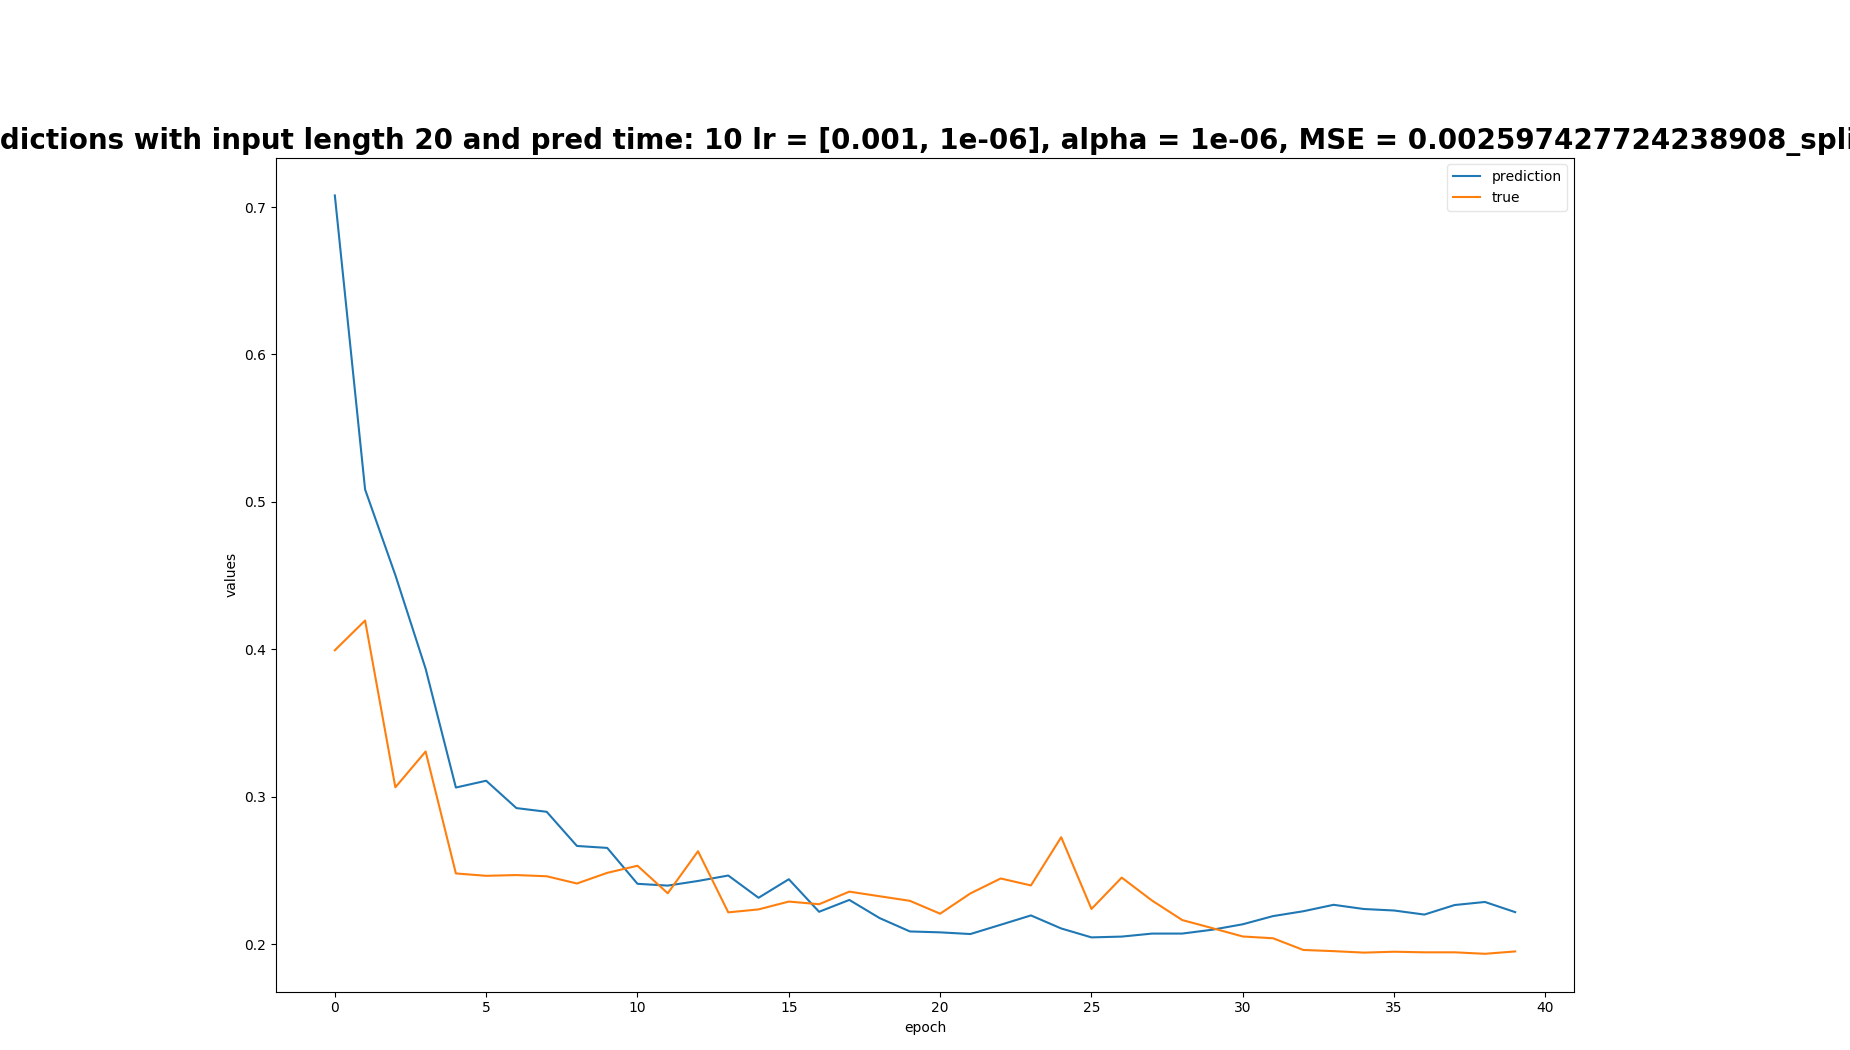 dictions with input length 20 and pred time: 10 lr = [0.001, 1e-06], alpha = 1e-06, MSE = 0.002597427724238908_spli
prediction
true
0.7
0.6
0.5
0.4
0.3
0.2
values
0 5 10 15 20 25 30 35 40
epoch